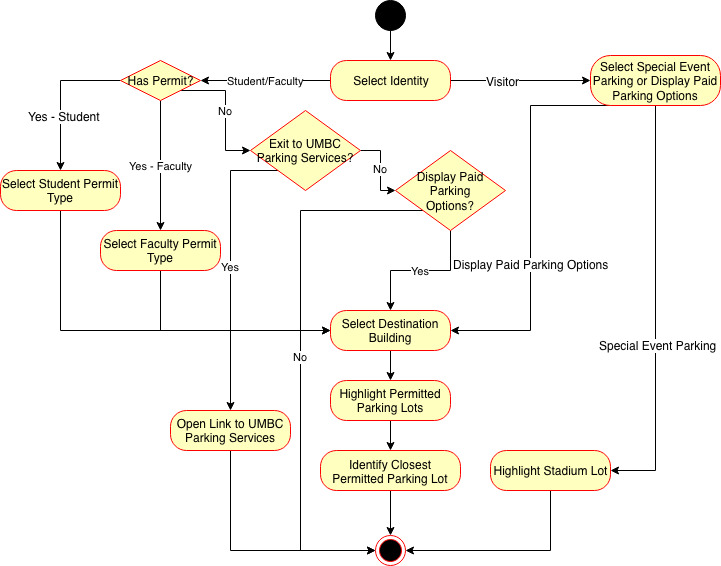 Select Special Event
Parking or Display Paid
Parking Options
Has Permit?
Student/Faculty
Select Identity
Visitor
Yes - Student
No
Exit to UMBC
Parking Services?
Yes - Faculty
No
Display Paid
Parking
Options?
Select Student Permit
Type
Select Faculty Permit
Type
Yes
Yes
Display Paid Parking Options
Select Destination
Building
No
Special Event Parking
Highlight Permitted
Parking Lots
Open Link to UMBC
Parking Services
Identify Closest
Permitted Parking Lot
Highlight Stadium Lot